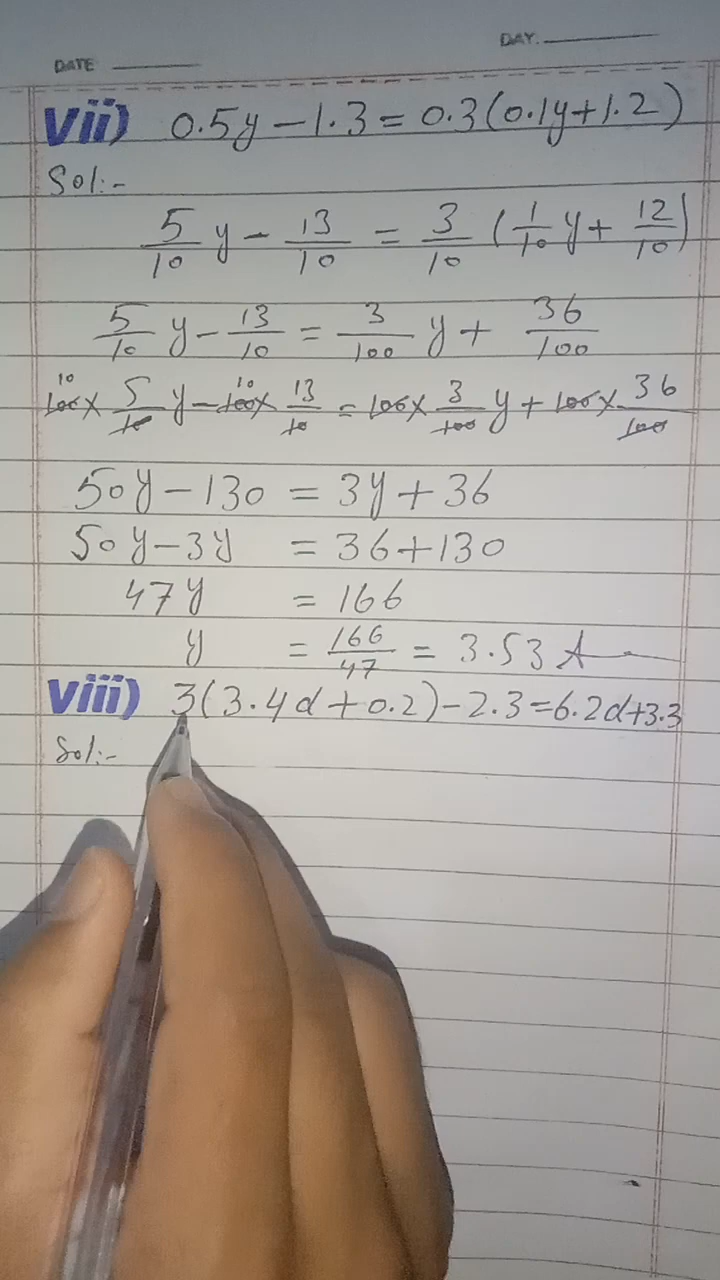 DAY.
DATE
Vii) 0.5y - 1.3 = 0.3(0.1y + 1.2)
Sol:-
5/10 y - 13/10 = 3/10 (1/10 y + 12/10)
5/10 y - 13/10 = 3/100 y + 36/100
10 10
100 × 5/10 y - 100 × 13/10 = 100 × 3/100 y + 100 × 36/100
50y - 130 = 3y + 36
50y - 3y = 36 + 130
47y = 166
y = 166/47 = 3.53 A
Viii) 3(3.4d + 0.2) - 2.3 = 6.2d + 3.3
Sol:-